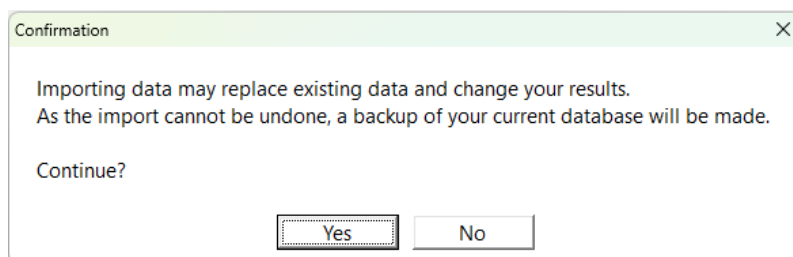 Confirmation
Importing data may replace existing data and change your results.
As the import cannot be undone, a backup of your current database will be made.
Continue?
Yes No